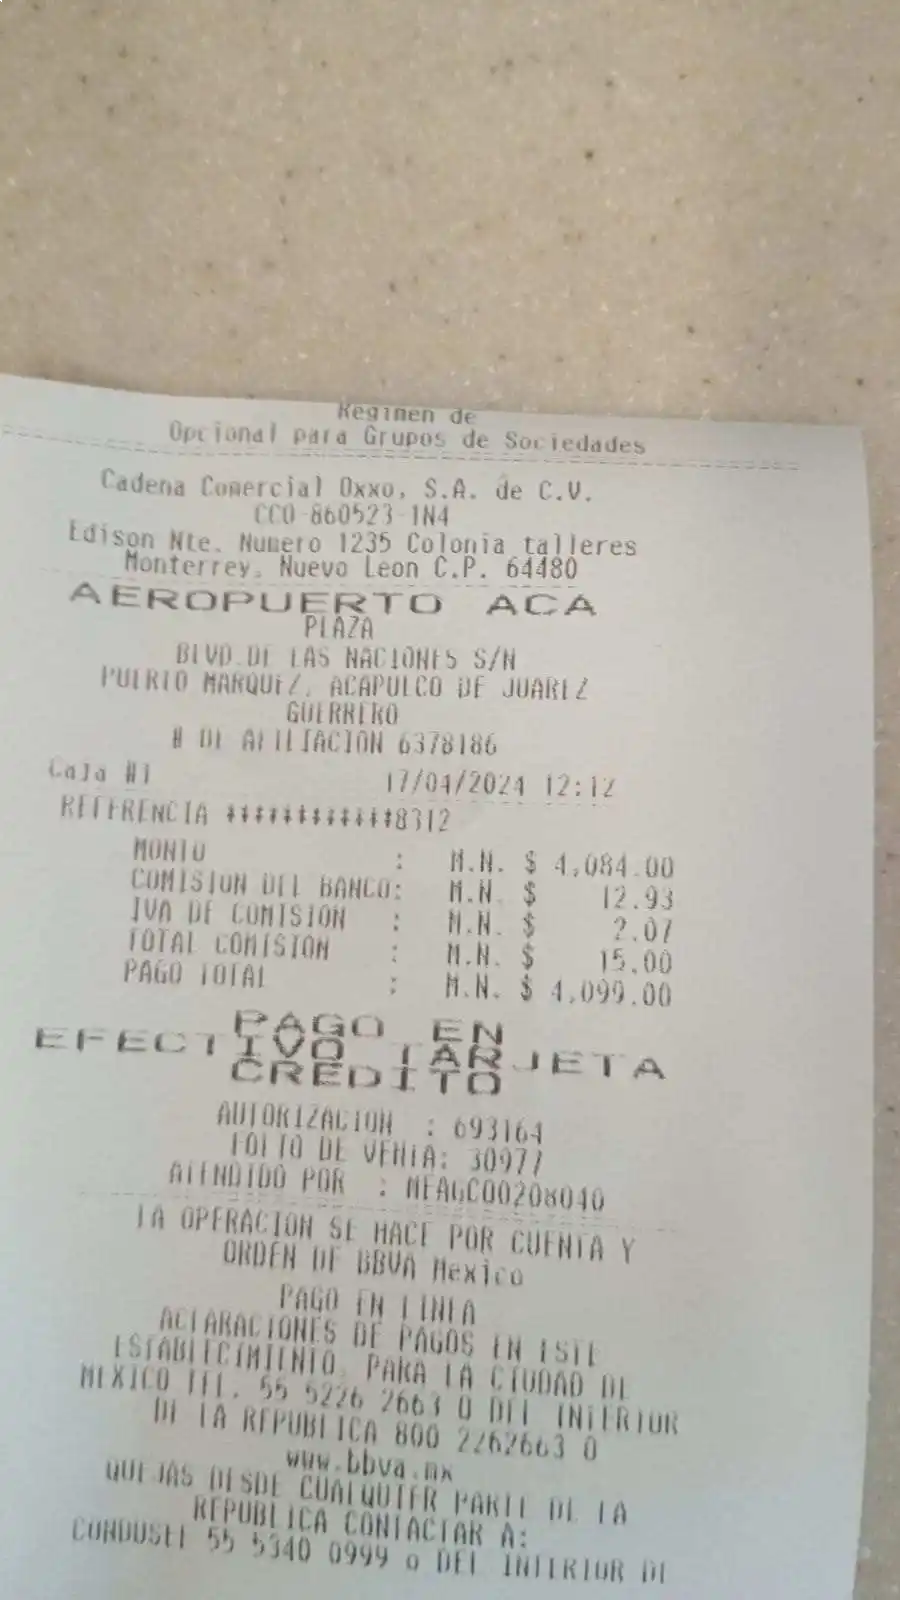 Regimen de
Opcional para Grupos de Sociedades
Cadena Comercial Oxxo, S.A. de C.V.
CCO-860523-1N4
Edison Nte. Numero 1235 Colonia talleres
Monterrey, Nuevo Leon C.P. 64480
AEROPUERTO ACA
PLAZA
BLVD.DE LAS NACIONES S/N
PUERTO MARQUEZ, ACAPULCO DE JUAREZ
GUERRERO
# DE AFILIACION 6378186
Caja #1 17/04/2024 12:12
REFERENCIA ************8312
MONTO : M.N. $ 4,084.00
COMISION DEL BANCO: M.N. $ 12.93
IVA DE COMISION : M.N. $ 2.07
TOTAL COMISION : M.N. $ 15.00
PAGO TOTAL : M.N. $ 4,099.00
PAGO EN
EFECTIVO TARJETA
CREDITO
AUTORIZACION : 693164
FOLIO DE VENTA: 30977
ATENDIDO POR : MEAGC00208040
LA OPERACION SE HACE POR CUENTA Y
ORDEN DE BBVA Mexico
PAGO EN LINEA
ACLARACIONES DE PAGOS EN ESTE
ESTABLECIMIENTO, PARA LA CIUDAD DE
MEXICO TEL. 55 5226 2663 O DEL INTERIOR
DE LA REPUBLICA 800 2262663 O
www.bbva.mx
QUEJAS DESDE CUALQUIER PARTE DE LA
REPUBLICA CONTACTAR A:
CONDUSEF 55 5340 0999 o DEL INTERIOR DE